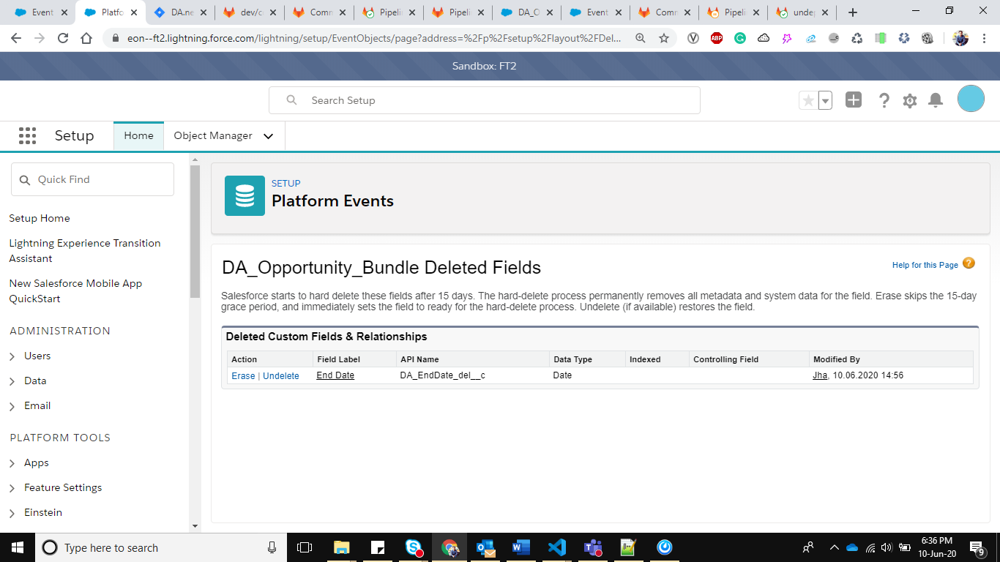 Event
Platfo
DA.ne
dev/c
Comm
Pipeli
Pipeli
DA_O
Event
Comm
Pipeli
undep
eon--ft2.lightning.force.com/lightning/setup/EventObjects/page?address=%2Fp%2Fsetup%2Flayout%2FDel...
ABP
Sandbox: FT2
Search Setup
Setup
Home
Object Manager
Quick Find
Setup Home
Lightning Experience Transition
Assistant
New Salesforce Mobile App
QuickStart
ADMINISTRATION
Users
Data
Email
PLATFORM TOOLS
Apps
Feature Settings
Einstein
SETUP
Platform Events
DA_Opportunity_Bundle Deleted Fields
Help for this Page ?
Salesforce starts to hard delete these fields after 15 days. The hard-delete process permanently removes all metadata and system data for the field. Erase skips the 15-day
grace period, and immediately sets the field to ready for the hard-delete process. Undelete (if available) restores the field.
Deleted Custom Fields & Relationships
Action Field Label API Name Data Type Indexed Controlling Field Modified By
Erase | Undelete End Date DA_EndDate_del__c Date Jha, 10.06.2020 14:56
Type here to search
6:36 PM
10-Jun-20
9